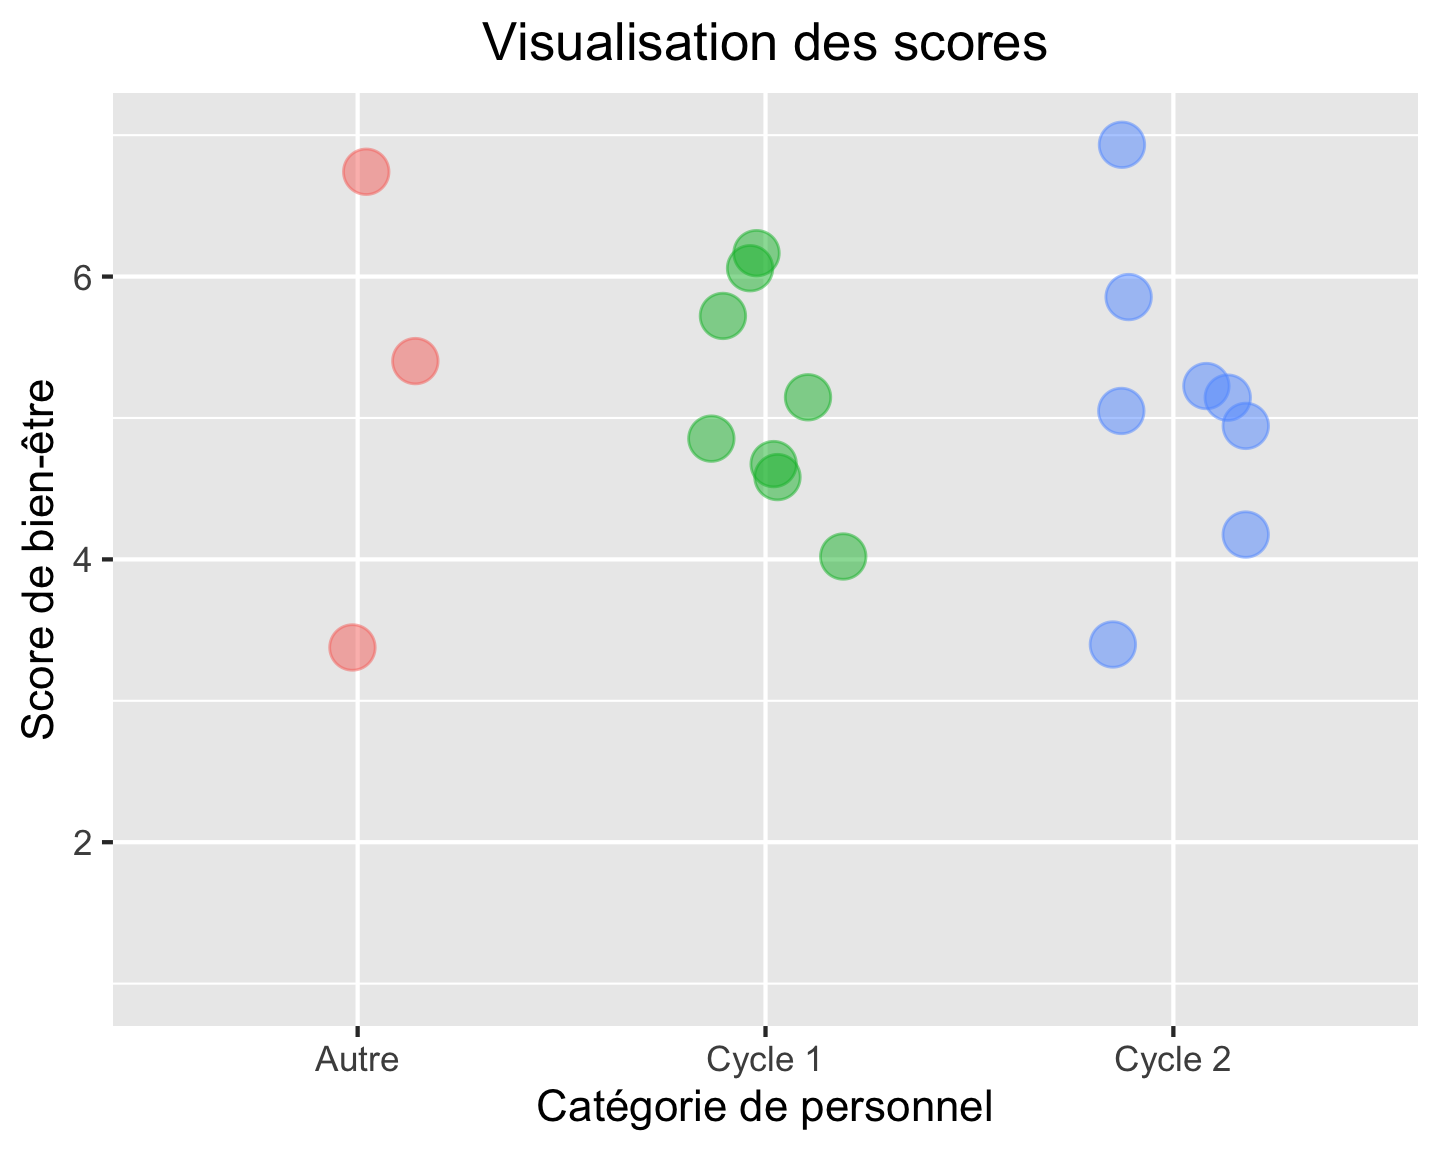 Visualisation des scores
Score de bien-être
6
4
2
Autre
Cycle 1
Cycle 2
Catégorie de personnel